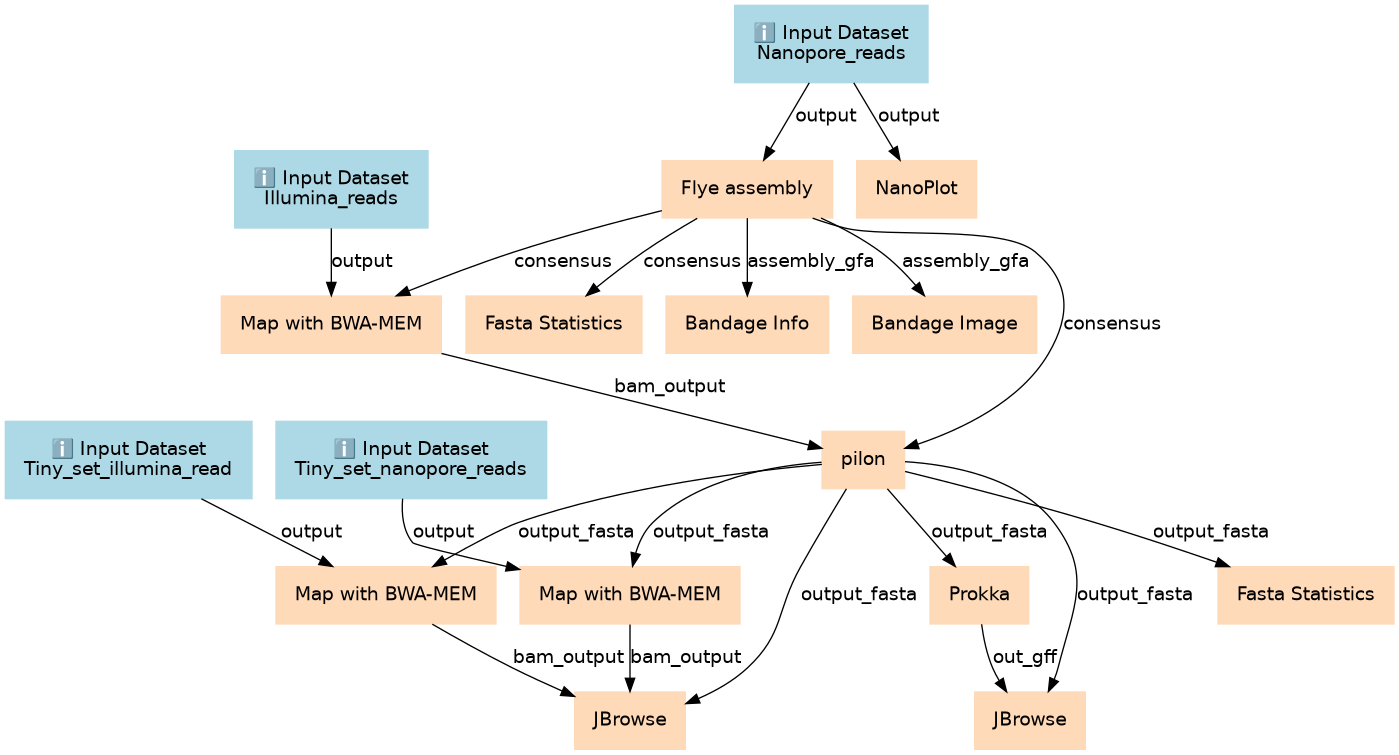 ℹ️ Input Dataset
Nanopore_reads
output
output
ℹ️ Input Dataset
Illumina_reads
Flye assembly
NanoPlot
output
consensus
consensus
assembly_gfa
assembly_gfa
Map with BWA-MEM
Fasta Statistics
Bandage Info
Bandage Image
consensus
bam_output
ℹ️ Input Dataset
Tiny_set_illumina_read
ℹ️ Input Dataset
Tiny_set_nanopore_reads
pilon
output
output
output_fasta
output_fasta
output_fasta
output_fasta
Map with BWA-MEM
Map with BWA-MEM
output_fasta
Prokka
output_fasta
Fasta Statistics
bam_output
bam_output
out_gff
JBrowse
JBrowse